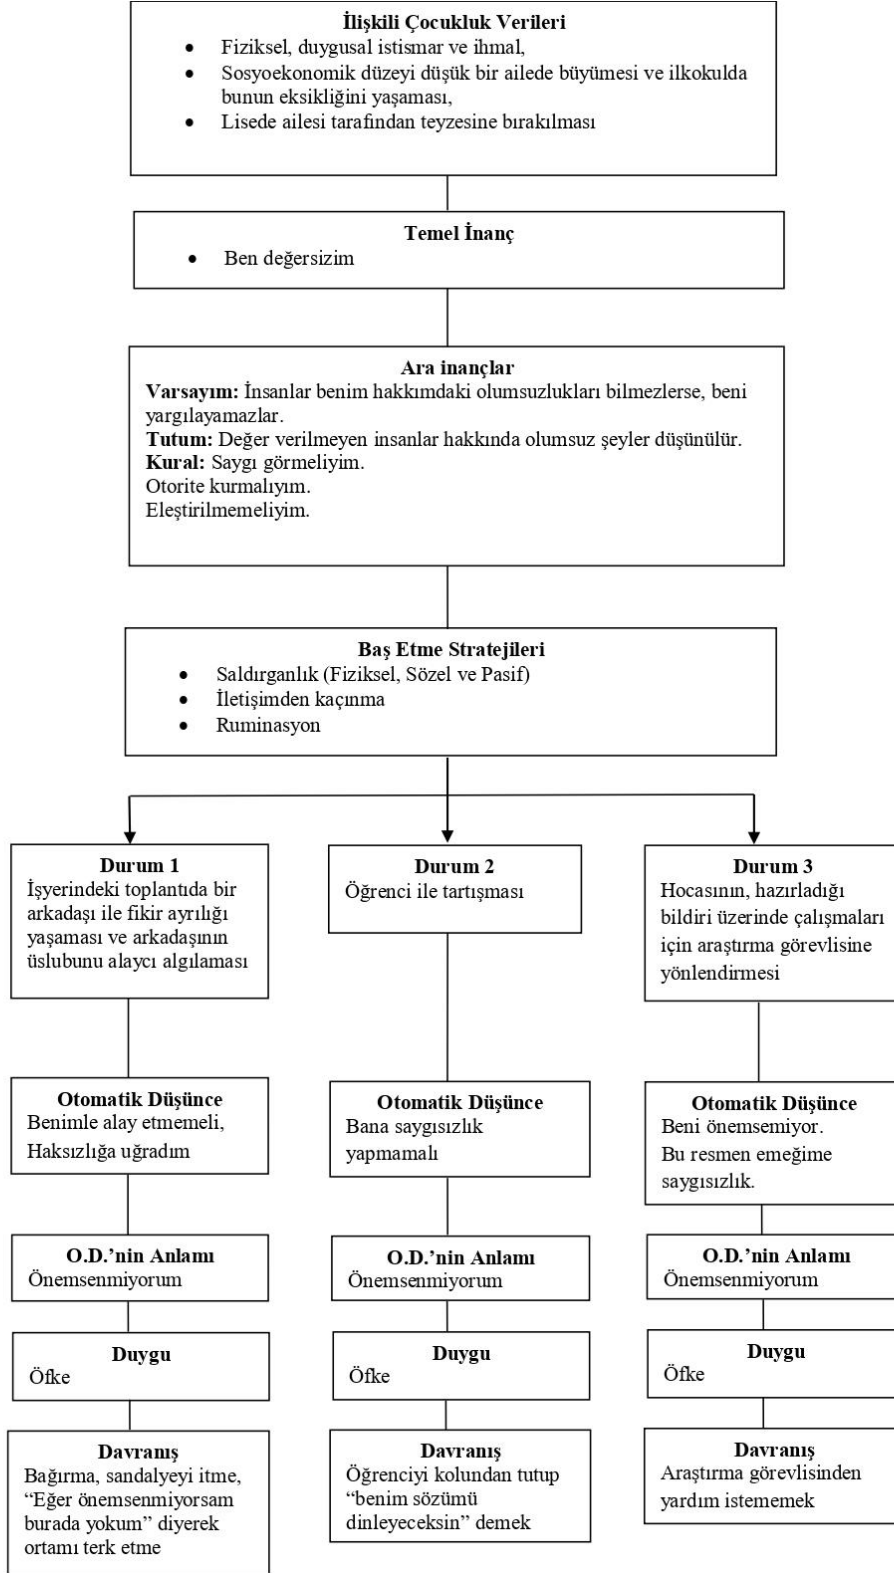 İlişkili Çocukluk Verileri
• Fiziksel, duygusal istismar ve ihmal,
• Sosyoekonomik düzeyi düşük bir ailede büyümesi ve ilkokulda
bunun eksikliğini yaşaması,
• Lisede ailesi tarafından teyzesine bırakılması
Temel İnanç
• Ben değersizim
Ara inançlar
Varsayım: İnsanlar benim hakkımdaki olumsuzlukları bilmezlerse, beni
yargılayamazlar.
Tutum: Değer verilmeyen insanlar hakkında olumsuz şeyler düşünülür.
Kural: Saygı görmeliyim.
Otorite kurmalıyım.
Eleştirilmemeliyim.
Baş Etme Stratejileri
• Saldırganlık (Fiziksel, Sözel ve Pasif)
• İletişimden kaçınma
• Ruminasyon
Durum 1
İşyerindeki toplantıda bir
arkadaşı ile fikir ayrılığı
yaşaması ve arkadaşının
üslubunu alaycı algılaması
Durum 2
Öğrenci ile tartışması
Durum 3
Hocasının, hazırladığı
bildiri üzerinde çalışmaları
için araştırma görevlisine
yönlendirmesi
Otomatik Düşünce
Benimle alay etmemeli,
Haksızlığa uğradım
Otomatik Düşünce
Bana saygısızlık
yapmamalı
Otomatik Düşünce
Beni önemsemiyor.
Bu resmen emeğime
saygısızlık.
O.D.’nin Anlamı
Önemsenmiyorum
O.D.’nin Anlamı
Önemsenmiyorum
O.D.’nin Anlamı
Önemsenmiyorum
Duygu
Öfke
Duygu
Öfke
Duygu
Öfke
Davranış
Bağırma, sandalyeyi itme,
“Eğer önemsenmiyorsam
burada yokum” diyerek
ortamı terk etme
Davranış
Öğrenciyi kolundan tutup
“benim sözümü
dinleyeceksin” demek
Davranış
Araştırma görevlisinden
yardım istememek